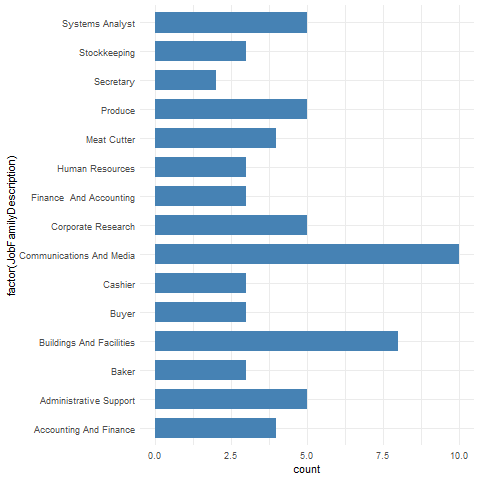 Systems Analyst
Stockkeeping
Secretary
Produce
Meat Cutter
Human Resources
Finance  And Accounting
Corporate Research
Communications And Media
Cashier
Buyer
Buildings And Facilities
Baker
Administrative Support
Accounting And Finance
factor(JobFamilyDescription)
0.0 2.5 5.0 7.5 10.0
count